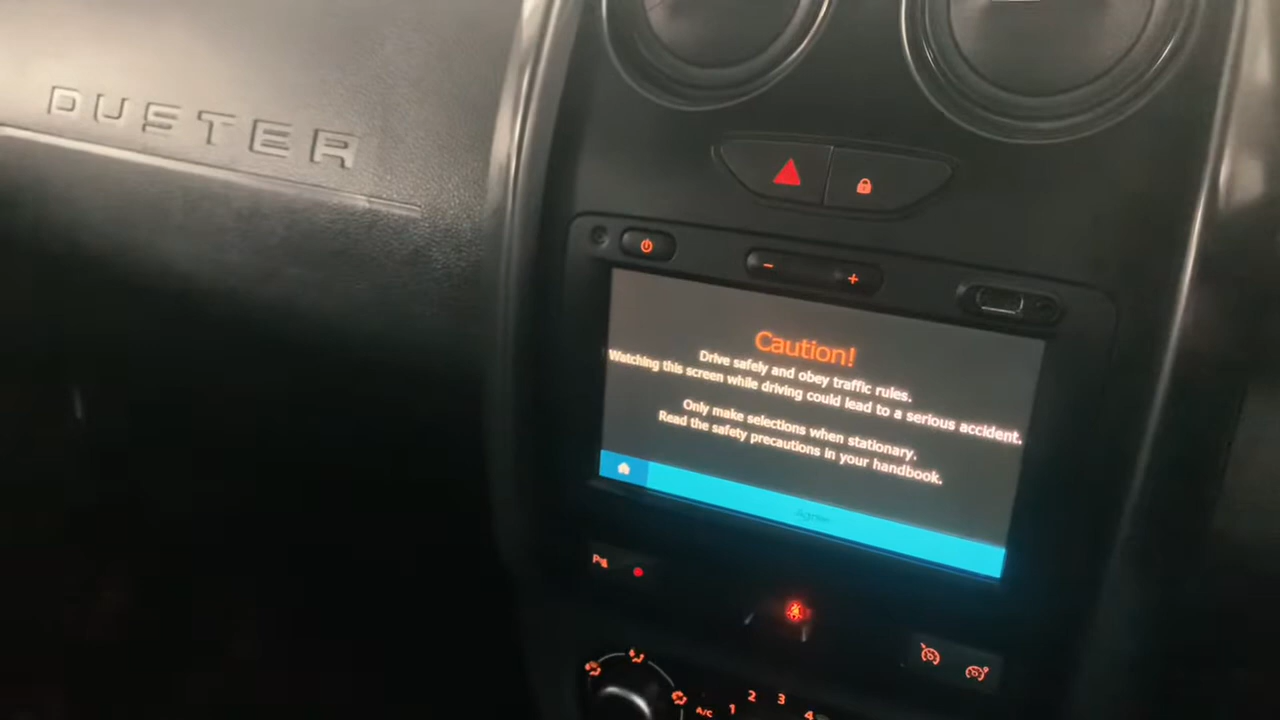 DUSTER
Caution!
Drive safely and obey traffic rules.
Watching this screen while driving could lead to a serious accident.
Only make selections when stationary.
Read the safety precautions in your handbook.
Agree
A/C 1 2 3 4